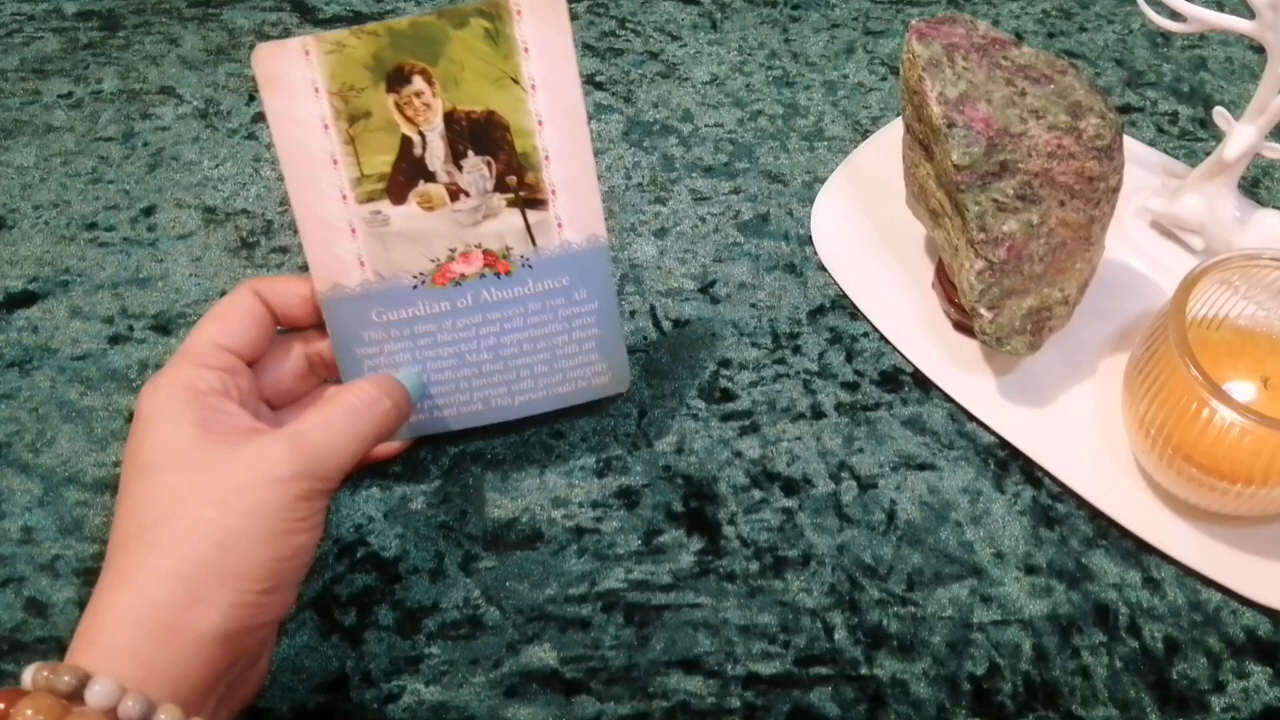 Guardian of Abundance
This is a time of great success for you. All
your plans are blessed and will move forward
perfectly! Unexpected job opportunities arise
your future. Make sure to accept them.
indicates that someone with an
is involved in the situation.
powerful person with great integrity
hard work. This person could be you!